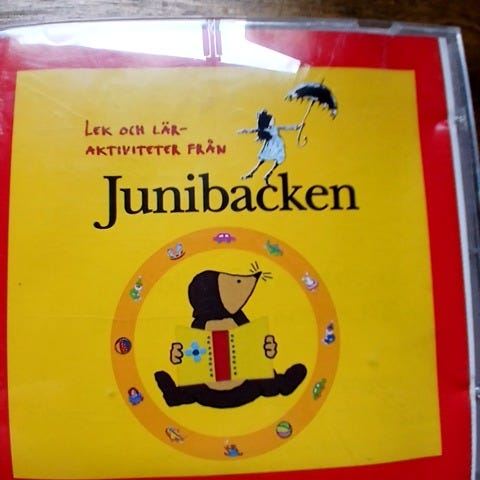 LEK OCH LÄR-
AKTIVITETER FRÅN
Junibacken